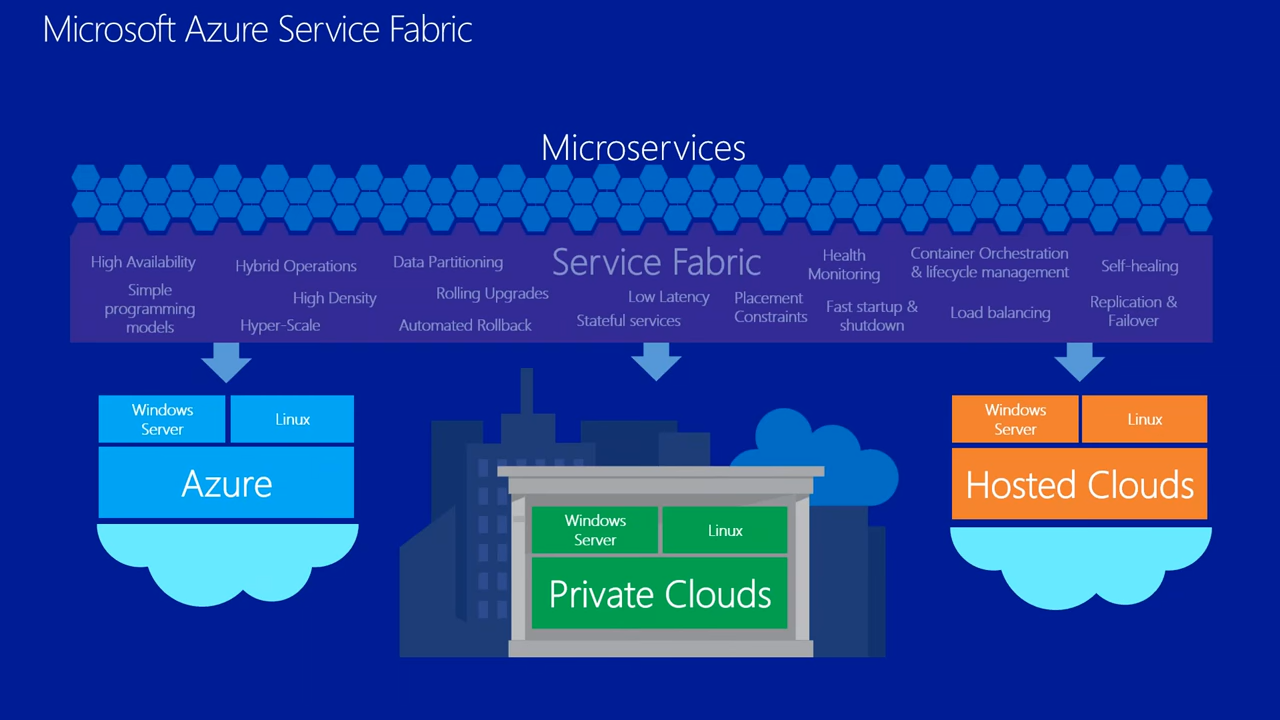 Microsoft Azure Service Fabric
Microservices
High Availability
Hybrid Operations
Data Partitioning
Service Fabric
Health
Monitoring
Container Orchestration
& lifecycle management
Self-healing
Simple
programming
models
High Density
Rolling Upgrades
Low Latency
Placement
Constraints
Fast startup &
shutdown
Load balancing
Replication &
Failover
Hyper-Scale
Automated Rollback
Stateful services
Windows
Server
Linux
Azure
Windows
Server
Linux
Private Clouds
Windows
Server
Linux
Hosted Clouds